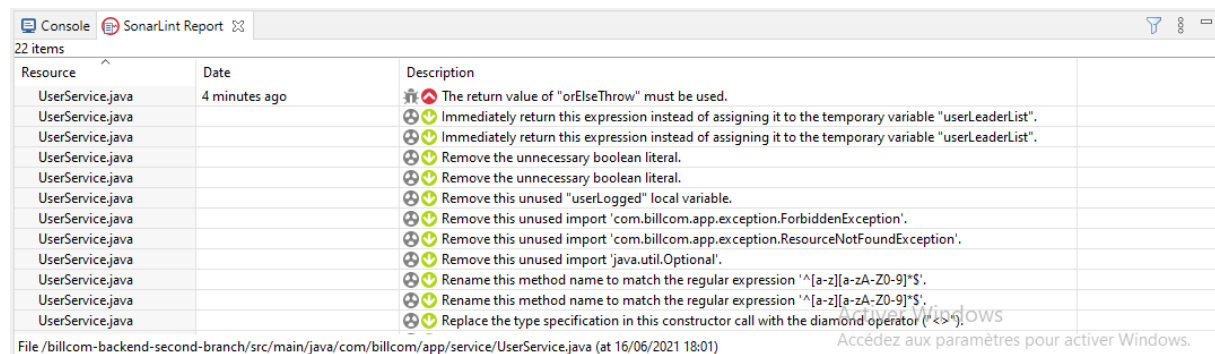 Console SonarLint Report
22 items
Resource Date Description
UserService.java 4 minutes ago The return value of "orElseThrow" must be used.
UserService.java Immediately return this expression instead of assigning it to the temporary variable "userLeaderList".
UserService.java Immediately return this expression instead of assigning it to the temporary variable "userLeaderList".
UserService.java Remove the unnecessary boolean literal.
UserService.java Remove the unnecessary boolean literal.
UserService.java Remove this unused "userLogged" local variable.
UserService.java Remove this unused import 'com.billcom.app.exception.ForbiddenException'.
UserService.java Remove this unused import 'com.billcom.app.exception.ResourceNotFoundException'.
UserService.java Remove this unused import 'java.util.Optional'.
UserService.java Rename this method name to match the regular expression '^[a-z][a-zA-Z0-9]*$'.
UserService.java Rename this method name to match the regular expression '^[a-z][a-zA-Z0-9]*$'.
UserService.java Replace the type specification in this constructor call with the diamond operator ("<>").
Activer Windows
Accédez aux paramètres pour activer Windows.
File /billcom-backend-second-branch/src/main/java/com/billcom/app/service/UserService.java (at 16/06/2021 18:01)